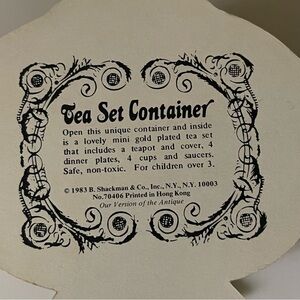 Tea Set Container
Open this unique container and inside
is a lovely mini gold plated tea set
that includes a teapot and cover, 4
dinner plates, 4 cups and saucers.
Safe, non-toxic. For children over 3.
© 1983 B. Shackman & Co., Inc., N.Y., N.Y. 10003
No.70406 Printed in Hong Kong
Our Version of the Antique